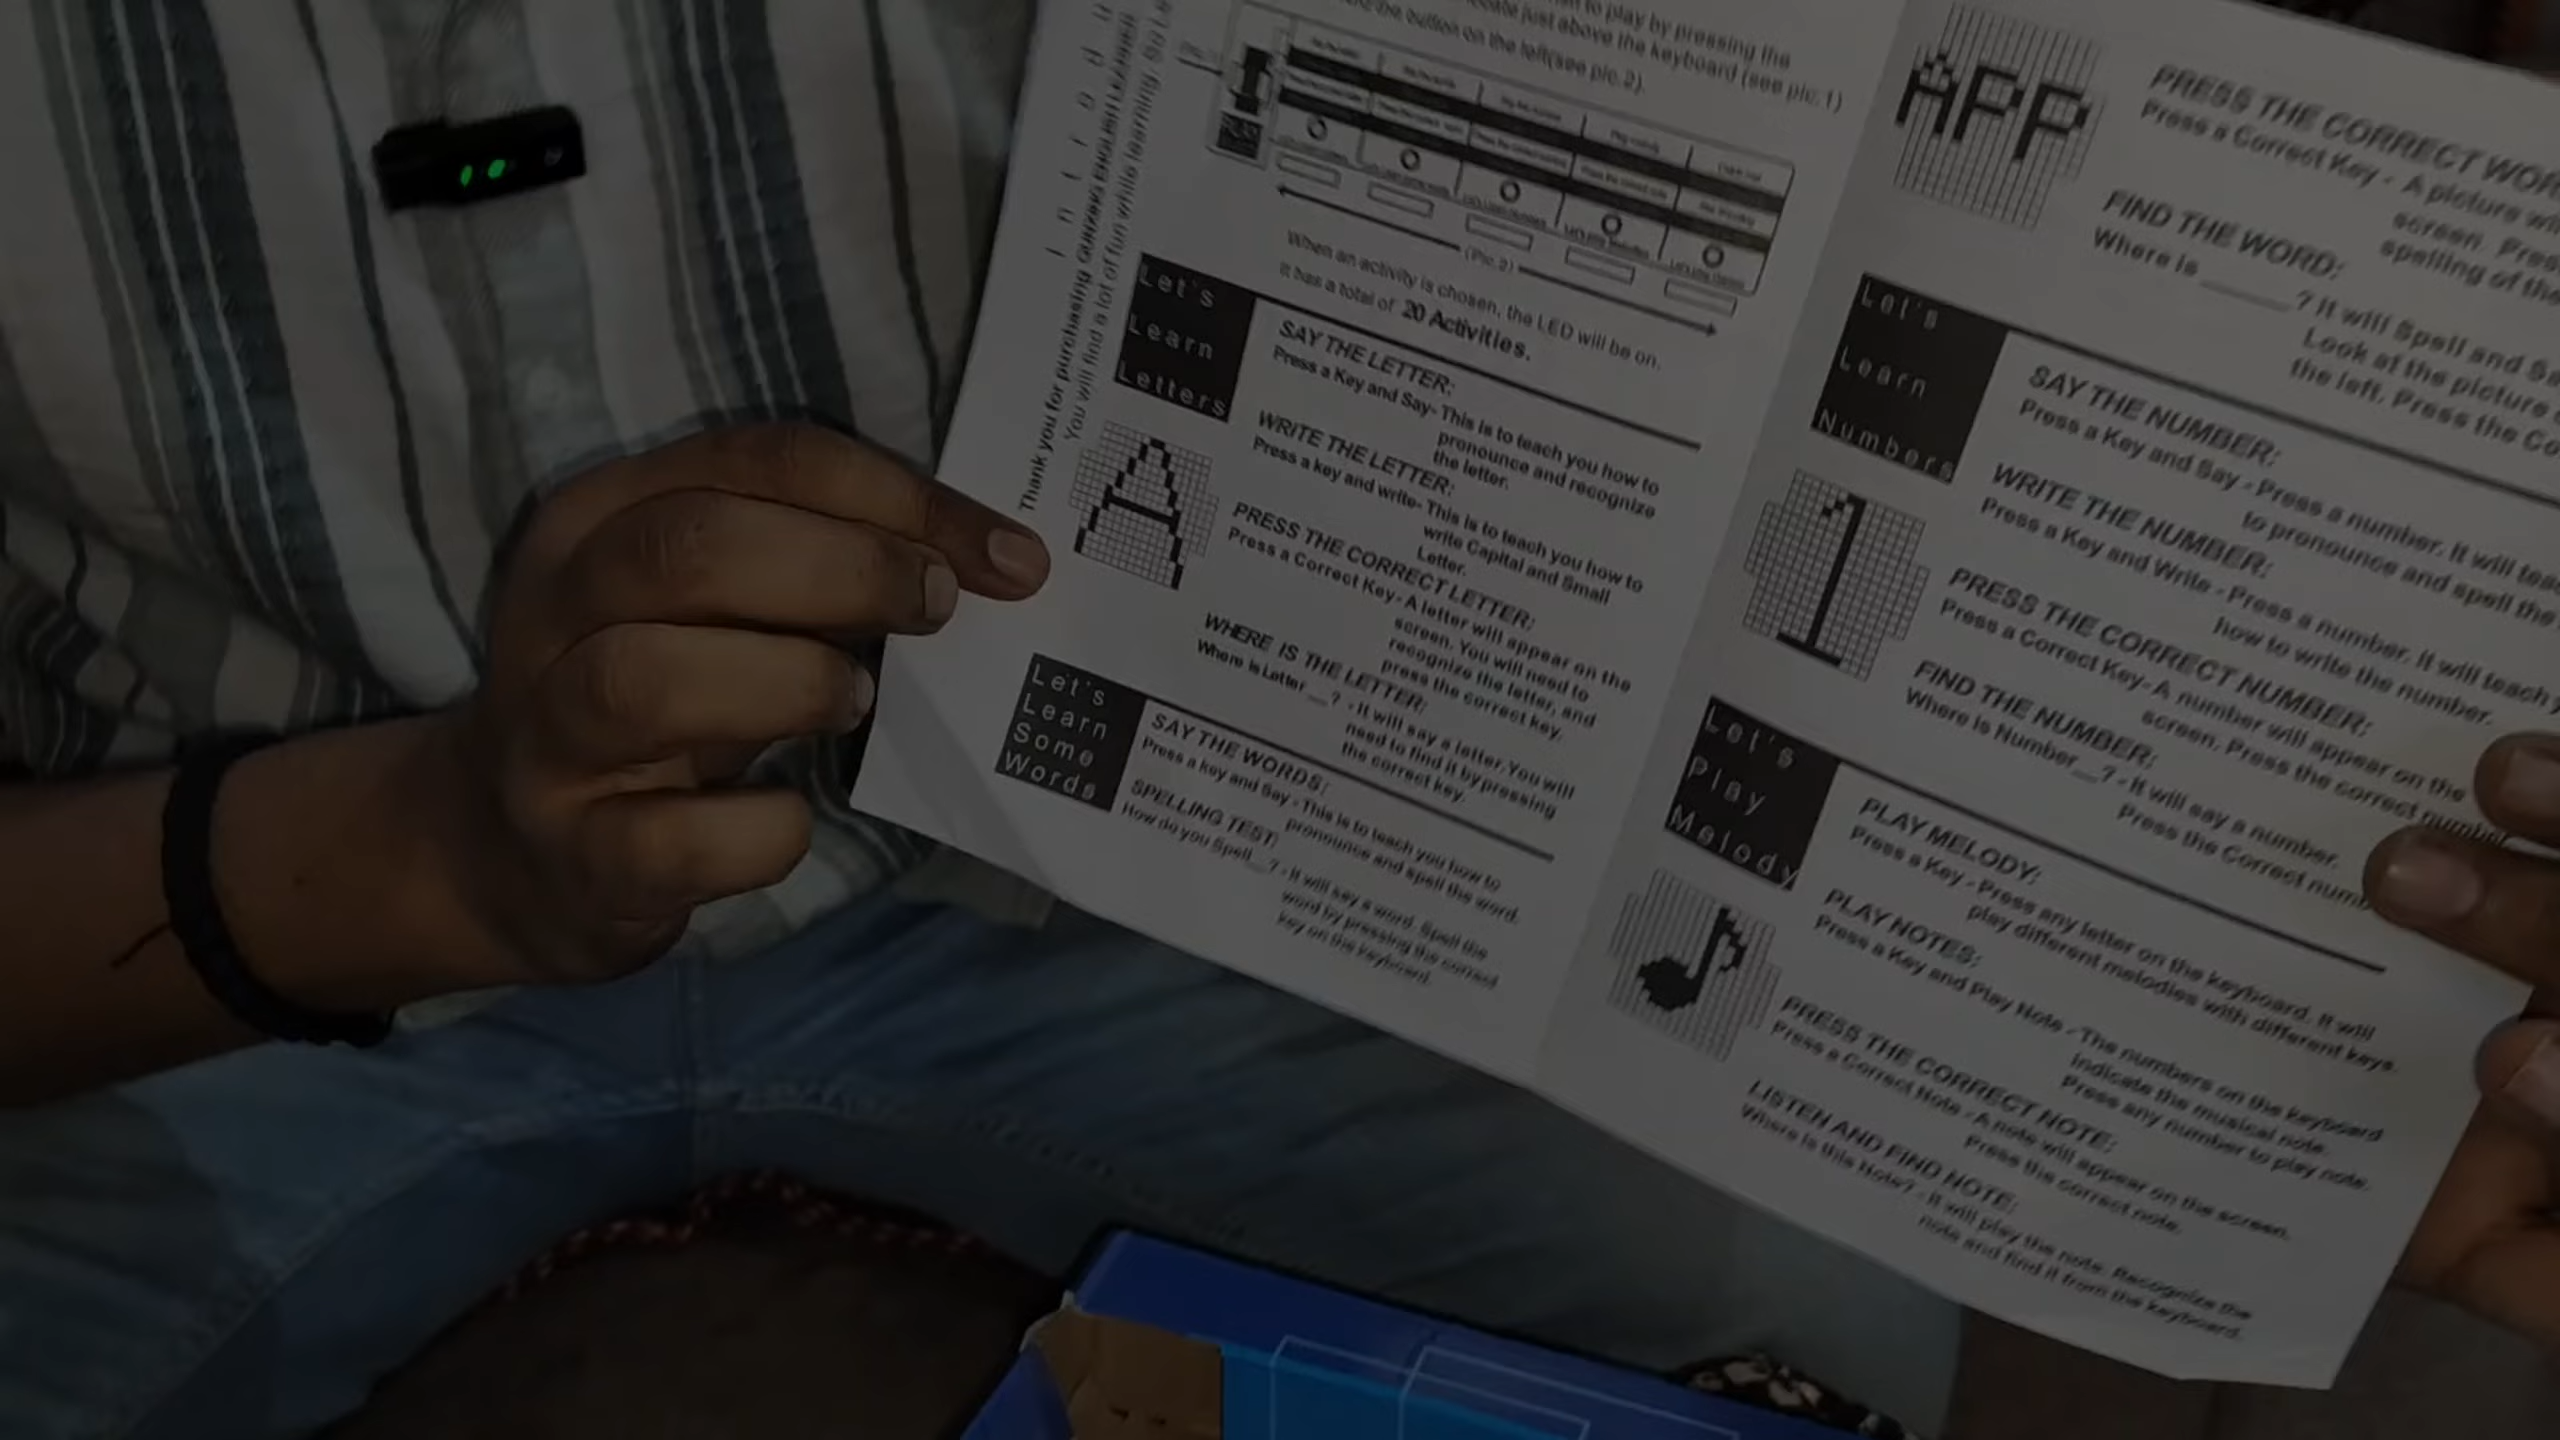 to play by pressing the
just above the keyboard (see pic.1)
the button on the left(see pic.2).
(Pic.2)
When an activity is chosen, the LED will be on.
It has a total of 20 Activities.
Thank you for purchasing ENGLISH LEARNER
You will find a lot of fun while learning.
Let's
Learn
Letters
SAY THE LETTER:
Press a Key and Say- This is to teach you how to
pronounce and recognize
the letter.
WRITE THE LETTER:
Press a key and write- This is to teach you how to
write Capital and Small
Letter.
A
PRESS THE CORRECT LETTER:
Press a Correct Key- A letter will appear on the
screen. You will need to
recognize the letter, and
press the correct key.
WHERE IS THE LETTER:
Where is Letter __? - It will say a letter. You will
need to find it by pressing
the correct key.
Let's
Learn
Some
Words
SAY THE WORDS:
Press a key and Say - This is to teach you how to
pronounce and spell the word.
SPELLING TEST:
How do you Spell__? - It will key a word. Spell the
word by pressing the correct
key on the keyboard.
APP
PRESS THE CORRECT WOR
Press a Correct Key - A picture wil
screen. Pres
spelling of the
FIND THE WORD:
Where is ______? It will Spell and Sa
Look at the picture
the left. Press the Co
Let's
Learn
Numbers
SAY THE NUMBER:
Press a Key and Say - Press a number. It will teac
to pronounce and spell the
WRITE THE NUMBER:
Press a Key and Write - Press a number. It will teach y
how to write the number.
1
PRESS THE CORRECT NUMBER:
Press a Correct Key- A number will appear on the
screen. Press the correct number
FIND THE NUMBER:
Where is Number__? - It will say a number.
Press the Correct numb
Let's
Play
Melody
PLAY MELODY:
Press a Key - Press any letter on the keyboard. It will
play different melodies with different keys.
PLAY NOTES:
Press a Key and Play Note - The numbers on the keyboard
indicate the musical note.
Press any number to play note.
PRESS THE CORRECT NOTE:
Press a Correct Note - A note will appear on the screen.
Press the correct note.
LISTEN AND FIND NOTE:
Where is this Note? - It will play the note. Recognize the
note and find it from the keyboard.